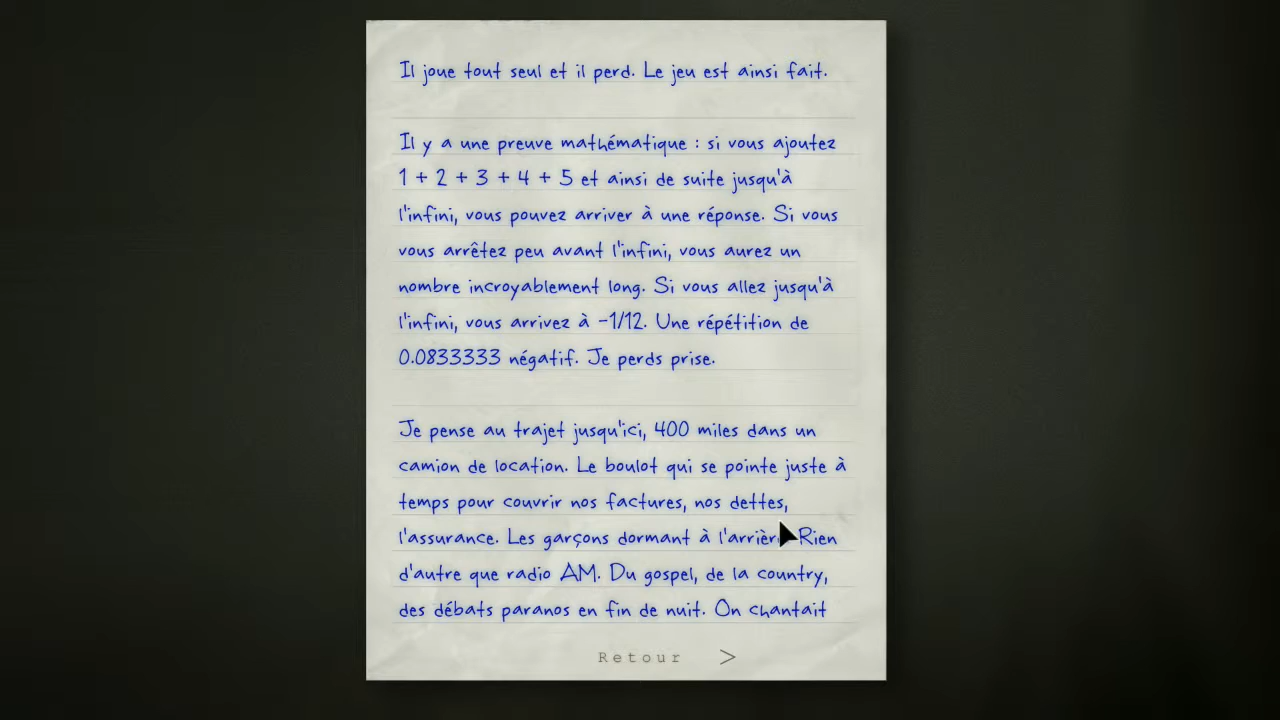 Il joue tout seul et il perd. Le jeu est ainsi fait.
Il y a une preuve mathématique : si vous ajoutez
1 + 2 + 3 + 4 + 5 et ainsi de suite jusqu'à
l'infini, vous pouvez arriver à une réponse. Si vous
vous arrêtez peu avant l'infini, vous aurez un
nombre incroyablement long. Si vous allez jusqu'à
l'infini, vous arrivez à -1/12. Une répétition de
0.0833333 négatif. Je perds prise.
Je pense au trajet jusqu'ici, 400 miles dans un
camion de location. Le boulot qui se pointe juste à
temps pour couvrir nos factures, nos dettes,
l'assurance. Les garçons dormant à Rien
d'autre que radio AM. Du gospel, de la country,
des débats paranos en fin de nuit. On chantait
Retour >